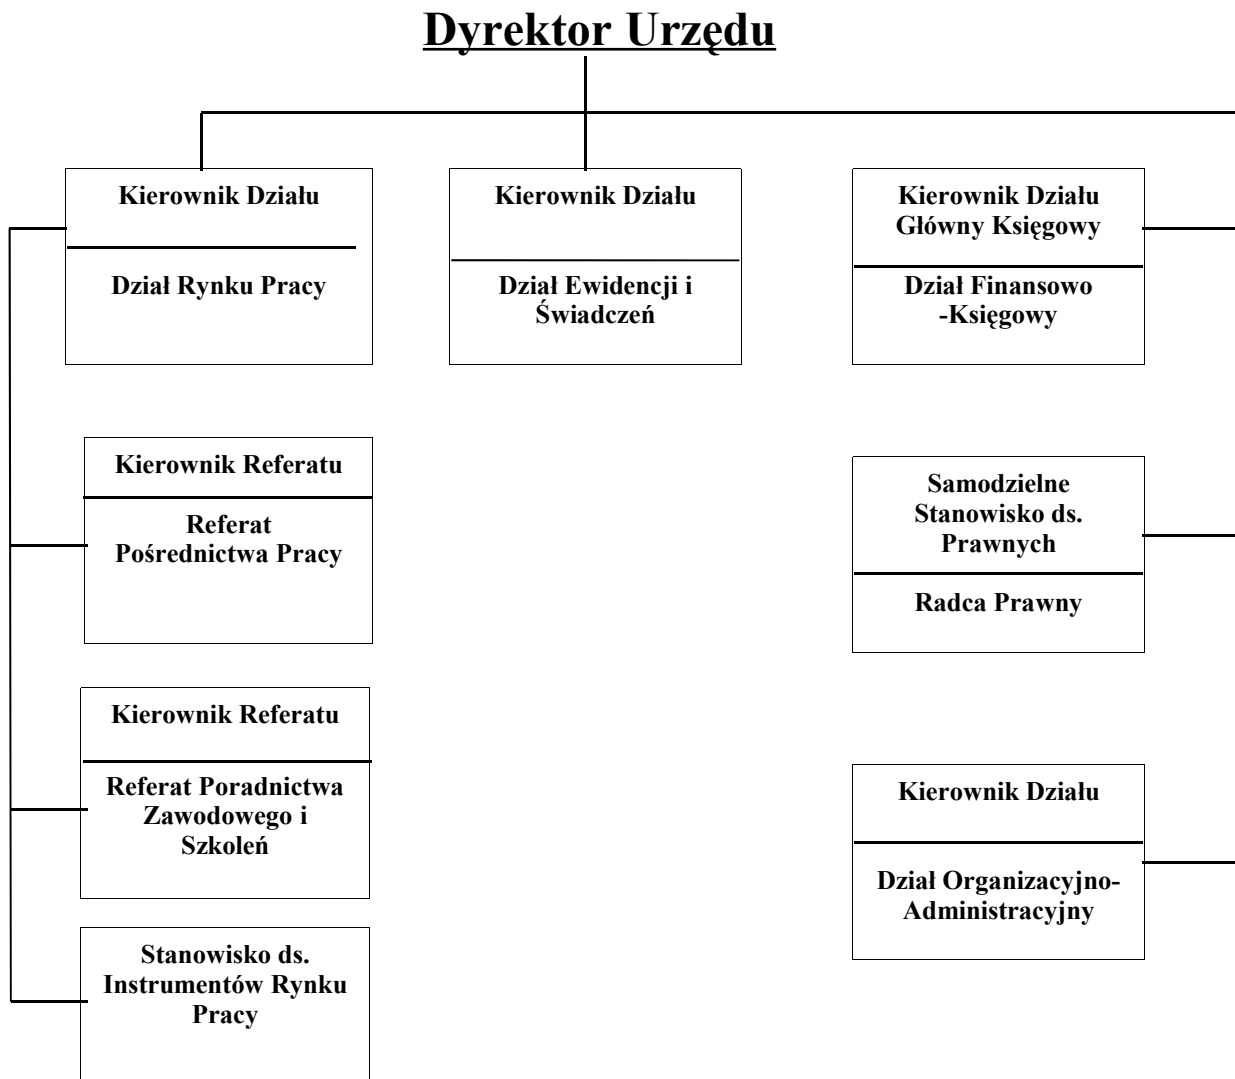 Dyrektor Urzędu
Kierownik Działu
Dział Rynku Pracy
Kierownik Działu
Dział Ewidencji i
Świadczeń
Kierownik Działu
Główny Księgowy
Dział Finansowo
-Księgowy
Kierownik Referatu
Referat
Pośrednictwa Pracy
Samodzielne
Stanowisko ds.
Prawnych
Radca Prawny
Kierownik Referatu
Referat Poradnictwa
Zawodowego i
Szkoleń
Kierownik Działu
Dział Organizacyjno-
Administracyjny
Stanowisko ds.
Instrumentów Rynku
Pracy